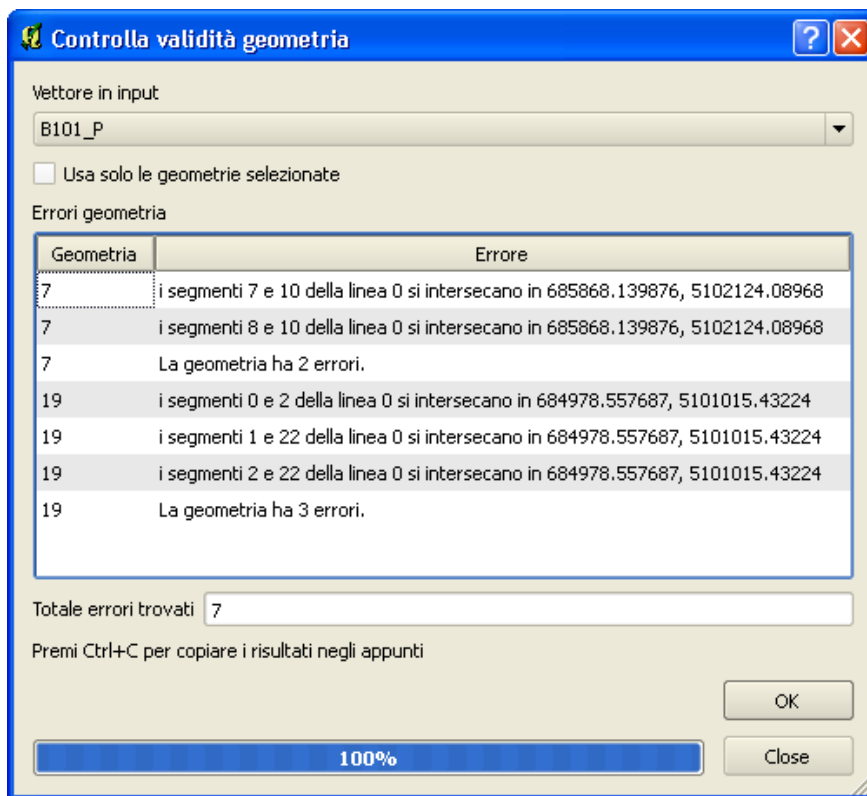 Controlla validità geometria
Vettore in input
B101_P
Usa solo le geometrie selezionate
Errori geometria
Geometria Errore
7 i segmenti 7 e 10 della linea 0 si intersecano in 685868.139876, 5102124.08968
7 i segmenti 8 e 10 della linea 0 si intersecano in 685868.139876, 5102124.08968
7 La geometria ha 2 errori.
19 i segmenti 0 e 2 della linea 0 si intersecano in 684978.557687, 5101015.43224
19 i segmenti 1 e 22 della linea 0 si intersecano in 684978.557687, 5101015.43224
19 i segmenti 2 e 22 della linea 0 si intersecano in 684978.557687, 5101015.43224
19 La geometria ha 3 errori.
Totale errori trovati 7
Premi Ctrl+C per copiare i risultati negli appunti
OK
100% Close